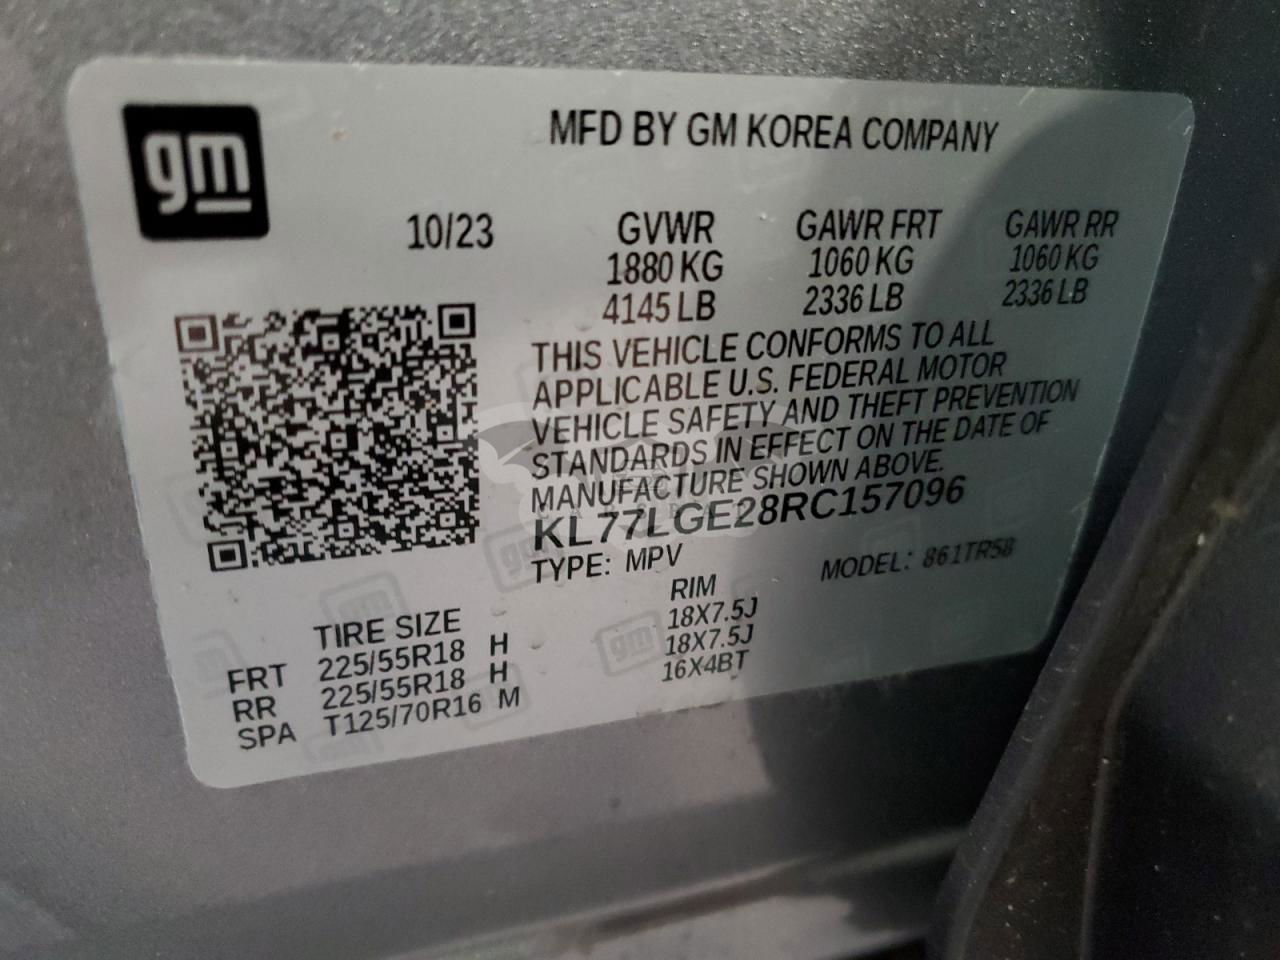 gm
MFD BY GM KOREA COMPANY
10/23 GVWR GAWR FRT GAWR RR
1880 KG 1060 KG 1060 KG
4145 LB 2336 LB 2336 LB
THIS VEHICLE CONFORMS TO ALL
APPLICABLE U.S. FEDERAL MOTOR
VEHICLE SAFETY AND THEFT PREVENTION
STANDARDS IN EFFECT ON THE DATE OF
MANUFACTURE SHOWN ABOVE.
KL77LGE28RC157096
TYPE: MPV MODEL: 861TR58
TIRE SIZE RIM
FRT 225/55R18 H 18X7.5J
RR 225/55R18 H 18X7.5J
SPA T125/70R16 M 16X4BT